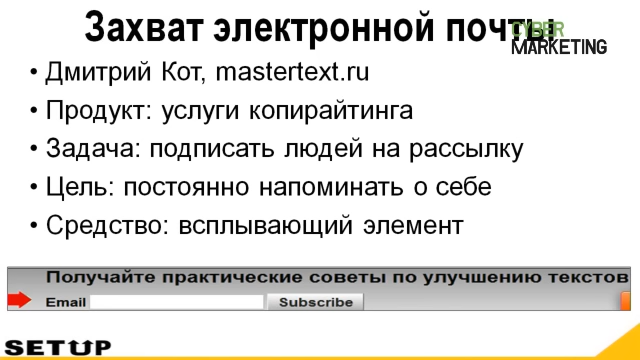 Захват электронной почты
CYBER
MARKETING
• Дмитрий Кот, mastertext.ru
• Продукт: услуги копирайтинга
• Задача: подписать людей на рассылку
• Цель: постоянно напоминать о себе
• Средство: всплывающий элемент
Получайте практические советы по улучшению текстов
Email Subscribe
SETUP